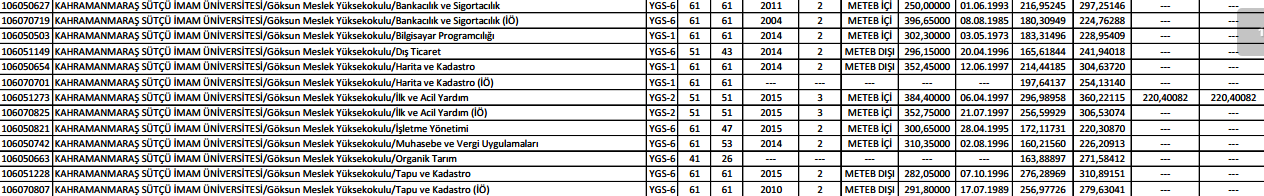 106050627 KAHRAMANMARAŞ SÜTÇÜ İMAM ÜNİVERSİTESİ/Göksun Meslek Yüksekokulu/Bankacılık ve Sigortacılık YGS-6 61 61 2011 2 METEB İÇİ 250,00000 01.06.1993 216,95245 297,25146 --- ---
106070719 KAHRAMANMARAŞ SÜTÇÜ İMAM ÜNİVERSİTESİ/Göksun Meslek Yüksekokulu/Bankacılık ve Sigortacılık (İÖ) YGS-6 61 61 2004 2 METEB İÇİ 396,65000 08.08.1985 180,30949 224,76288 --- ---
106050503 KAHRAMANMARAŞ SÜTÇÜ İMAM ÜNİVERSİTESİ/Göksun Meslek Yüksekokulu/Bilgisayar Programcılığı YGS-1 61 61 2014 2 METEB İÇİ 302,30000 03.05.1973 183,31496 228,95409 --- ---
106051149 KAHRAMANMARAŞ SÜTÇÜ İMAM ÜNİVERSİTESİ/Göksun Meslek Yüksekokulu/Dış Ticaret YGS-6 51 43 2014 2 METEB DIŞI 296,15000 20.04.1996 165,61844 241,94018 --- ---
106050654 KAHRAMANMARAŞ SÜTÇÜ İMAM ÜNİVERSİTESİ/Göksun Meslek Yüksekokulu/Harita ve Kadastro YGS-1 61 61 2014 2 METEB DIŞI 352,45000 12.06.1997 214,44185 304,63720 --- ---
106070701 KAHRAMANMARAŞ SÜTÇÜ İMAM ÜNİVERSİTESİ/Göksun Meslek Yüksekokulu/Harita ve Kadastro (İÖ) YGS-1 61 61 --- --- --- --- 197,64137 254,13140 --- ---
106051273 KAHRAMANMARAŞ SÜTÇÜ İMAM ÜNİVERSİTESİ/Göksun Meslek Yüksekokulu/İlk ve Acil Yardım YGS-2 51 51 2015 3 METEB İÇİ 384,40000 06.04.1997 296,98958 360,22115 220,40082 220,40082
106070825 KAHRAMANMARAŞ SÜTÇÜ İMAM ÜNİVERSİTESİ/Göksun Meslek Yüksekokulu/İlk ve Acil Yardım (İÖ) YGS-2 51 51 2015 3 METEB İÇİ 352,75000 21.07.1997 256,59929 306,53074 --- ---
106050821 KAHRAMANMARAŞ SÜTÇÜ İMAM ÜNİVERSİTESİ/Göksun Meslek Yüksekokulu/İşletme Yönetimi YGS-6 61 47 2015 2 METEB İÇİ 300,65000 28.04.1995 172,11731 220,30870 --- ---
106050742 KAHRAMANMARAŞ SÜTÇÜ İMAM ÜNİVERSİTESİ/Göksun Meslek Yüksekokulu/Muhasebe ve Vergi Uygulamaları YGS-6 61 53 2014 2 METEB İÇİ 310,35000 02.08.1996 160,21560 226,20913 --- ---
106050663 KAHRAMANMARAŞ SÜTÇÜ İMAM ÜNİVERSİTESİ/Göksun Meslek Yüksekokulu/Organik Tarım YGS-6 41 26 --- --- --- --- 163,88897 271,58412 --- ---
106051228 KAHRAMANMARAŞ SÜTÇÜ İMAM ÜNİVERSİTESİ/Göksun Meslek Yüksekokulu/Tapu ve Kadastro YGS-6 61 61 2015 2 METEB DIŞI 282,05000 07.10.1996 276,28969 310,89151 --- ---
106070807 KAHRAMANMARAŞ SÜTÇÜ İMAM ÜNİVERSİTESİ/Göksun Meslek Yüksekokulu/Tapu ve Kadastro (İÖ) YGS-6 61 61 2010 2 METEB DIŞI 291,80000 17.07.1989 256,97726 279,63041 --- ---